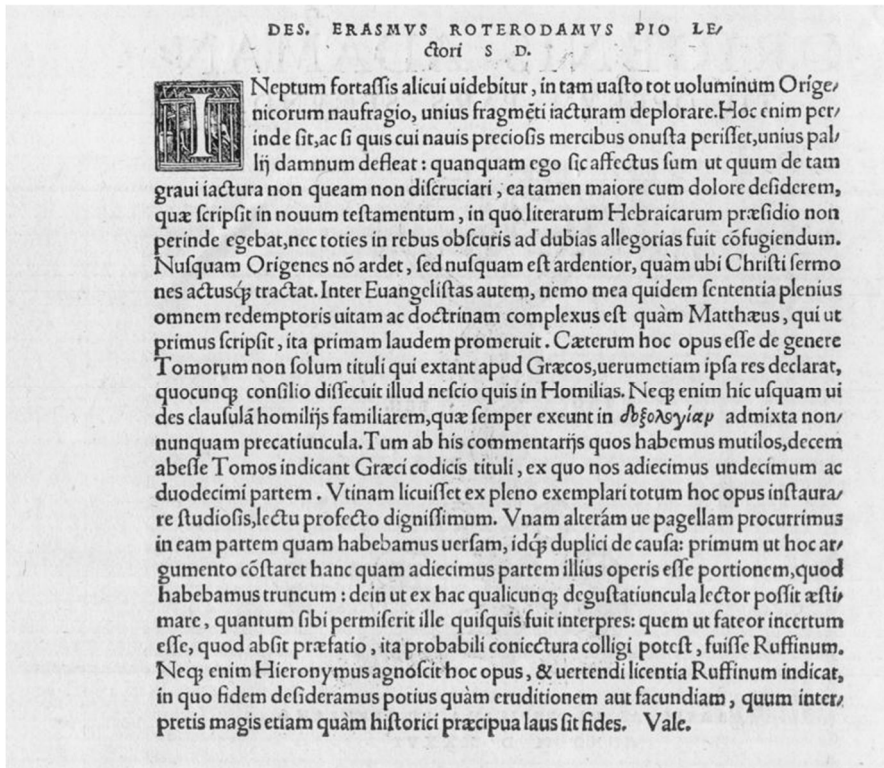 DES. ERASMVS ROTERODAMVS PIO LE/
ctori S D.
INeptum fortassis alicui uidebitur, in tam uasto tot uoluminum Orige/
nicorum naufragio, unius fragmẽti iacturam deplorare. Hoc enim per/
inde sit, ac si quis cui nauis preciosis mercibus onusta perisset, unius pal/
lij damnum defleat: quanquam ego sic affectus sum ut quum de tam
graui iactura non queam non discruciari, ea tamen maiore cum dolore desiderem,
quæ scripsit in nouum testamentum, in quo literarum Hebraicarum præsidio non
perinde egebat, nec toties in rebus obscuris ad dubias allegorias fuit cõfugiendum.
Nusquam Origenes nõ ardet, sed nusquam est ardentior, quàm ubi Christi sermo
nes actusq; tractat. Inter Euangelistas autem, nemo mea quidem sententia plenius
omnem redemptoris uitam ac doctrinam complexus est quàm Matthæus, qui ut
primus scripsit, ita primam laudem promeruit. Cæterum hoc opus esse de genere
Tomorum non solum tituli qui extant apud Græcos, uerumetiam ipsa res declarat,
quocunq; consilio dissecuit illud nescio quis in Homilias. Neq; enim hic usquam ui
des clausulã homilijs familiarem, quæ semper exeunt in δοξολογίαν admixta non/
nunquam precatiuncula. Tum ab his commentarijs quos habemus mutilos, decem
abesse Tomos indicant Græci codicis tituli, ex quo nos adiecimus undecimum ac
duodecimi partem. Vtinam licuisset ex pleno exemplari totum hoc opus instaura/
re studiosis, lectu profecto dignissimum. Vnam alterám ue pagellam procurrimus
in eam partem quam habebamus uersam, idq; duplici de causa: primum ut hoc ar/
gumento cõstaret hanc quam adiecimus partem illius operis esse portionem, quod
habebamus truncum: dein ut ex hac qualicunq; degustatiuncula lector possit æsti/
mare, quantum sibi permiserit ille quisquis fuit interpres: quem ut fateor incertum
esse, quod absit præfatio, ita probabili coniectura colligi potest, fuisse Ruffinum.
Neq; enim Hieronymus agnoscit hoc opus, & uertendi licentia Ruffinum indicat,
in quo fidem desideramus potius quàm eruditionem aut facundiam, quum inter/
pretis magis etiam quàm historici præcipua laus sit fides. Vale.